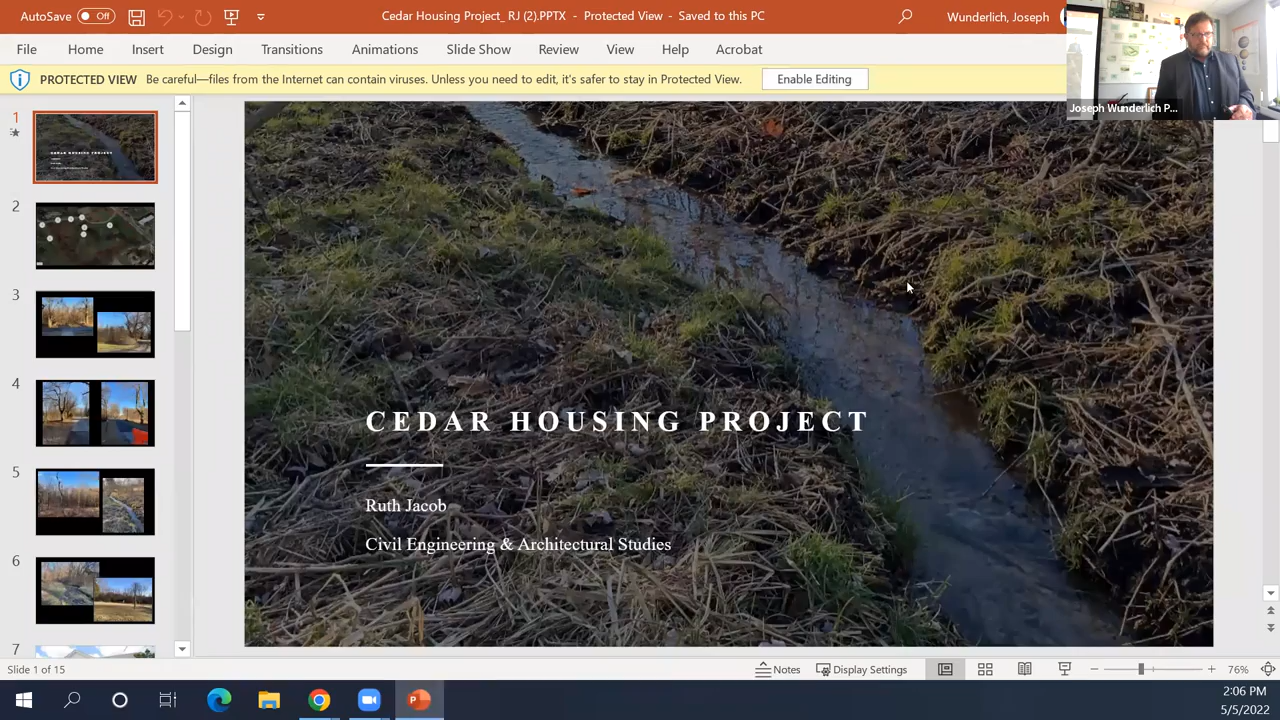 AutoSave Off Cedar Housing Project_ RJ (2).PPTX - Protected View - Saved to this PC Wunderlich, Joseph
File Home Insert Design Transitions Animations Slide Show Review View Help Acrobat
PROTECTED VIEW Be careful—files from the Internet can contain viruses. Unless you need to edit, it's safer to stay in Protected View. Enable Editing
Joseph Wunderlich P...
1
2
3
4
5
6
7
CEDAR HOUSING PROJECT
Ruth Jacob
Civil Engineering & Architectural Studies
Slide 1 of 15 Notes Display Settings 76%
2:06 PM
5/5/2022